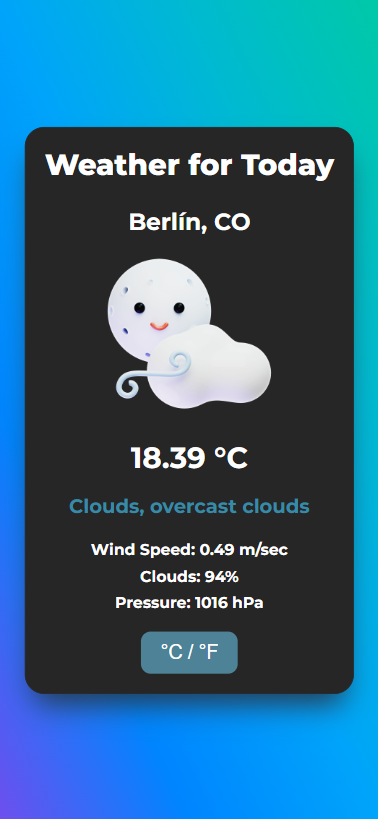 Weather for Today
Berlín, CO
18.39 °C
Clouds, overcast clouds
Wind Speed: 0.49 m/sec
Clouds: 94%
Pressure: 1016 hPa
°C / °F